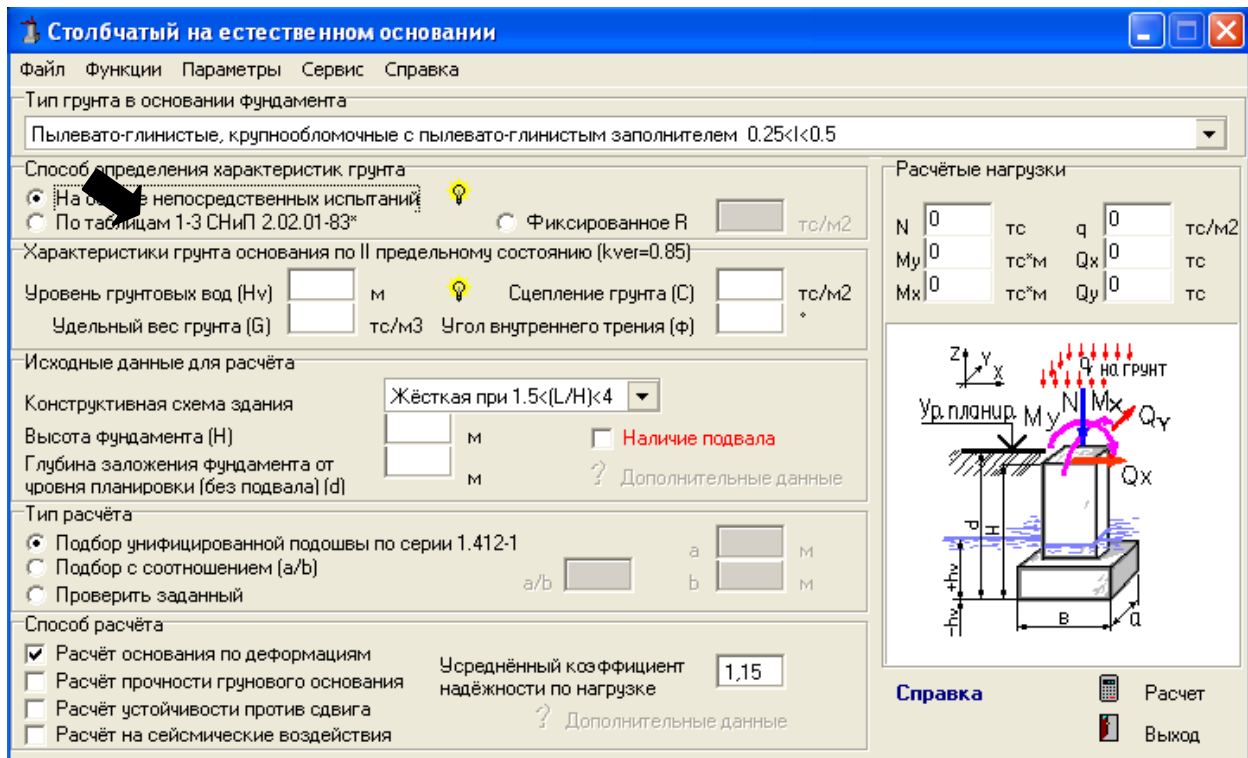 Столбчатый на естественном основании
Файл Функции Параметры Сервис Справка
Тип грунта в основании фундамента
Пылевато-глинистые, крупнообломочные с пылевато-глинистым заполнителем 0.25<I<0.5
Способ определения характеристик грунта
На непосредственных испытаний
По таблицам 1-3 СНиП 2.02.01-83*
Фиксированное R тс/м2
Характеристики грунта основания по II предельному состоянию (kver=0.85)
Уровень грунтовых вод (Hv) м Сцепление грунта (C) тс/м2
Удельный вес грунта (G) тс/м3 Угол внутреннего трения (ф) °
Исходные данные для расчёта
Конструктивная схема здания Жёсткая при 1.5<(L/H)<4
Высота фундамента (H) м Наличие подвала
Глубина заложения фундамента от
уровня планировки (без подвала) (d) м ? Дополнительные данные
Тип расчёта
Подбор унифицированной подошвы по серии 1.412-1 a м
Подбор с соотношением (a/b) a/b b м
Проверить заданный
Способ расчёта
Расчёт основания по деформациям
Расчёт прочности грунового основания
Расчёт устойчивости против сдвига
Расчёт на сейсмические воздействия
Усреднённый коэффициент
надёжности по нагрузке 1,15
? Дополнительные данные
Расчётые нагрузки
N 0 тс q 0 тс/м2
My 0 тс*м Qx 0 тс
Mx 0 тс*м Qy 0 тс
Z Y X q на грунт
Ур. планир. My N Mx Qy
Qx
d H
+hv
-hv B a
Справка Расчет
Выход